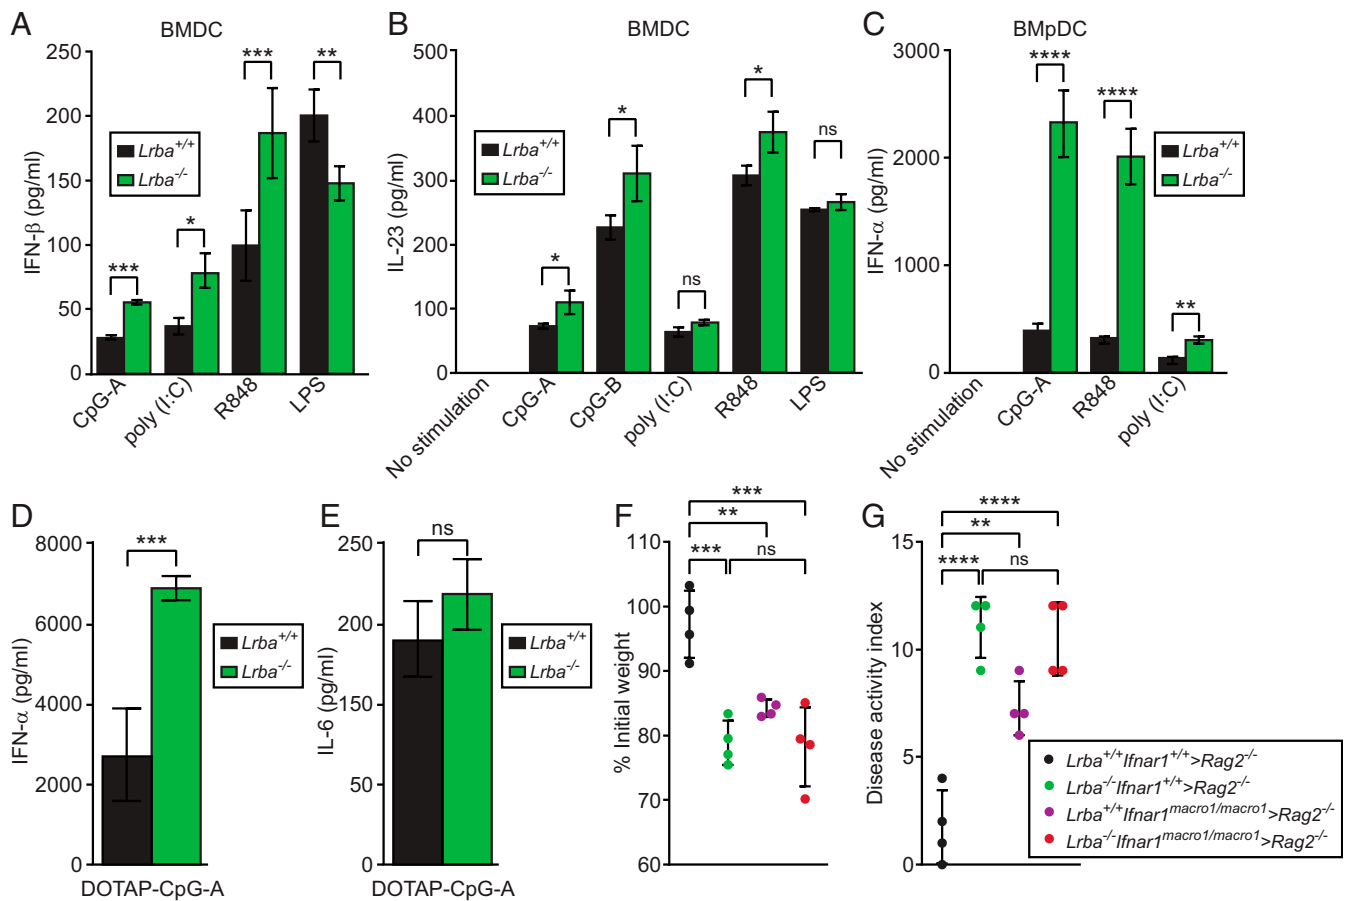 A
BMDC
250
200
150
100
50
0
IFN-β (pg/ml)
Lrba+/+
Lrba-/-
***
*
***
**
CpG-A
poly (I:C)
R848
LPS
B
BMDC
500
400
300
200
100
0
IL-23 (pg/ml)
Lrba+/+
Lrba-/-
*
*
ns
*
ns
No stimulation
CpG-A
CpG-B
poly (I:C)
R848
LPS
C
BMpDC
3000
2000
1000
0
IFN-α (pg/ml)
****
****
**
Lrba+/+
Lrba-/-
No stimulation
CpG-A
R848
poly (I:C)
D
8000
6000
4000
2000
0
IFN-α (pg/ml)
***
Lrba+/+
Lrba-/-
DOTAP-CpG-A
E
250
200
150
50
0
IL-6 (pg/ml)
ns
Lrba+/+
Lrba-/-
DOTAP-CpG-A
F
110
100
90
80
70
60
% Initial weight
***
**
***
ns
G
15
10
5
0
Disease activity index
****
**
****
ns
Lrba+/+Ifnar1+/+>Rag2-/-
Lrba-/-Ifnar1+/+>Rag2-/-
Lrba+/+Ifnar1macro1/macro1>Rag2-/-
Lrba-/-Ifnar1macro1/macro1>Rag2-/-